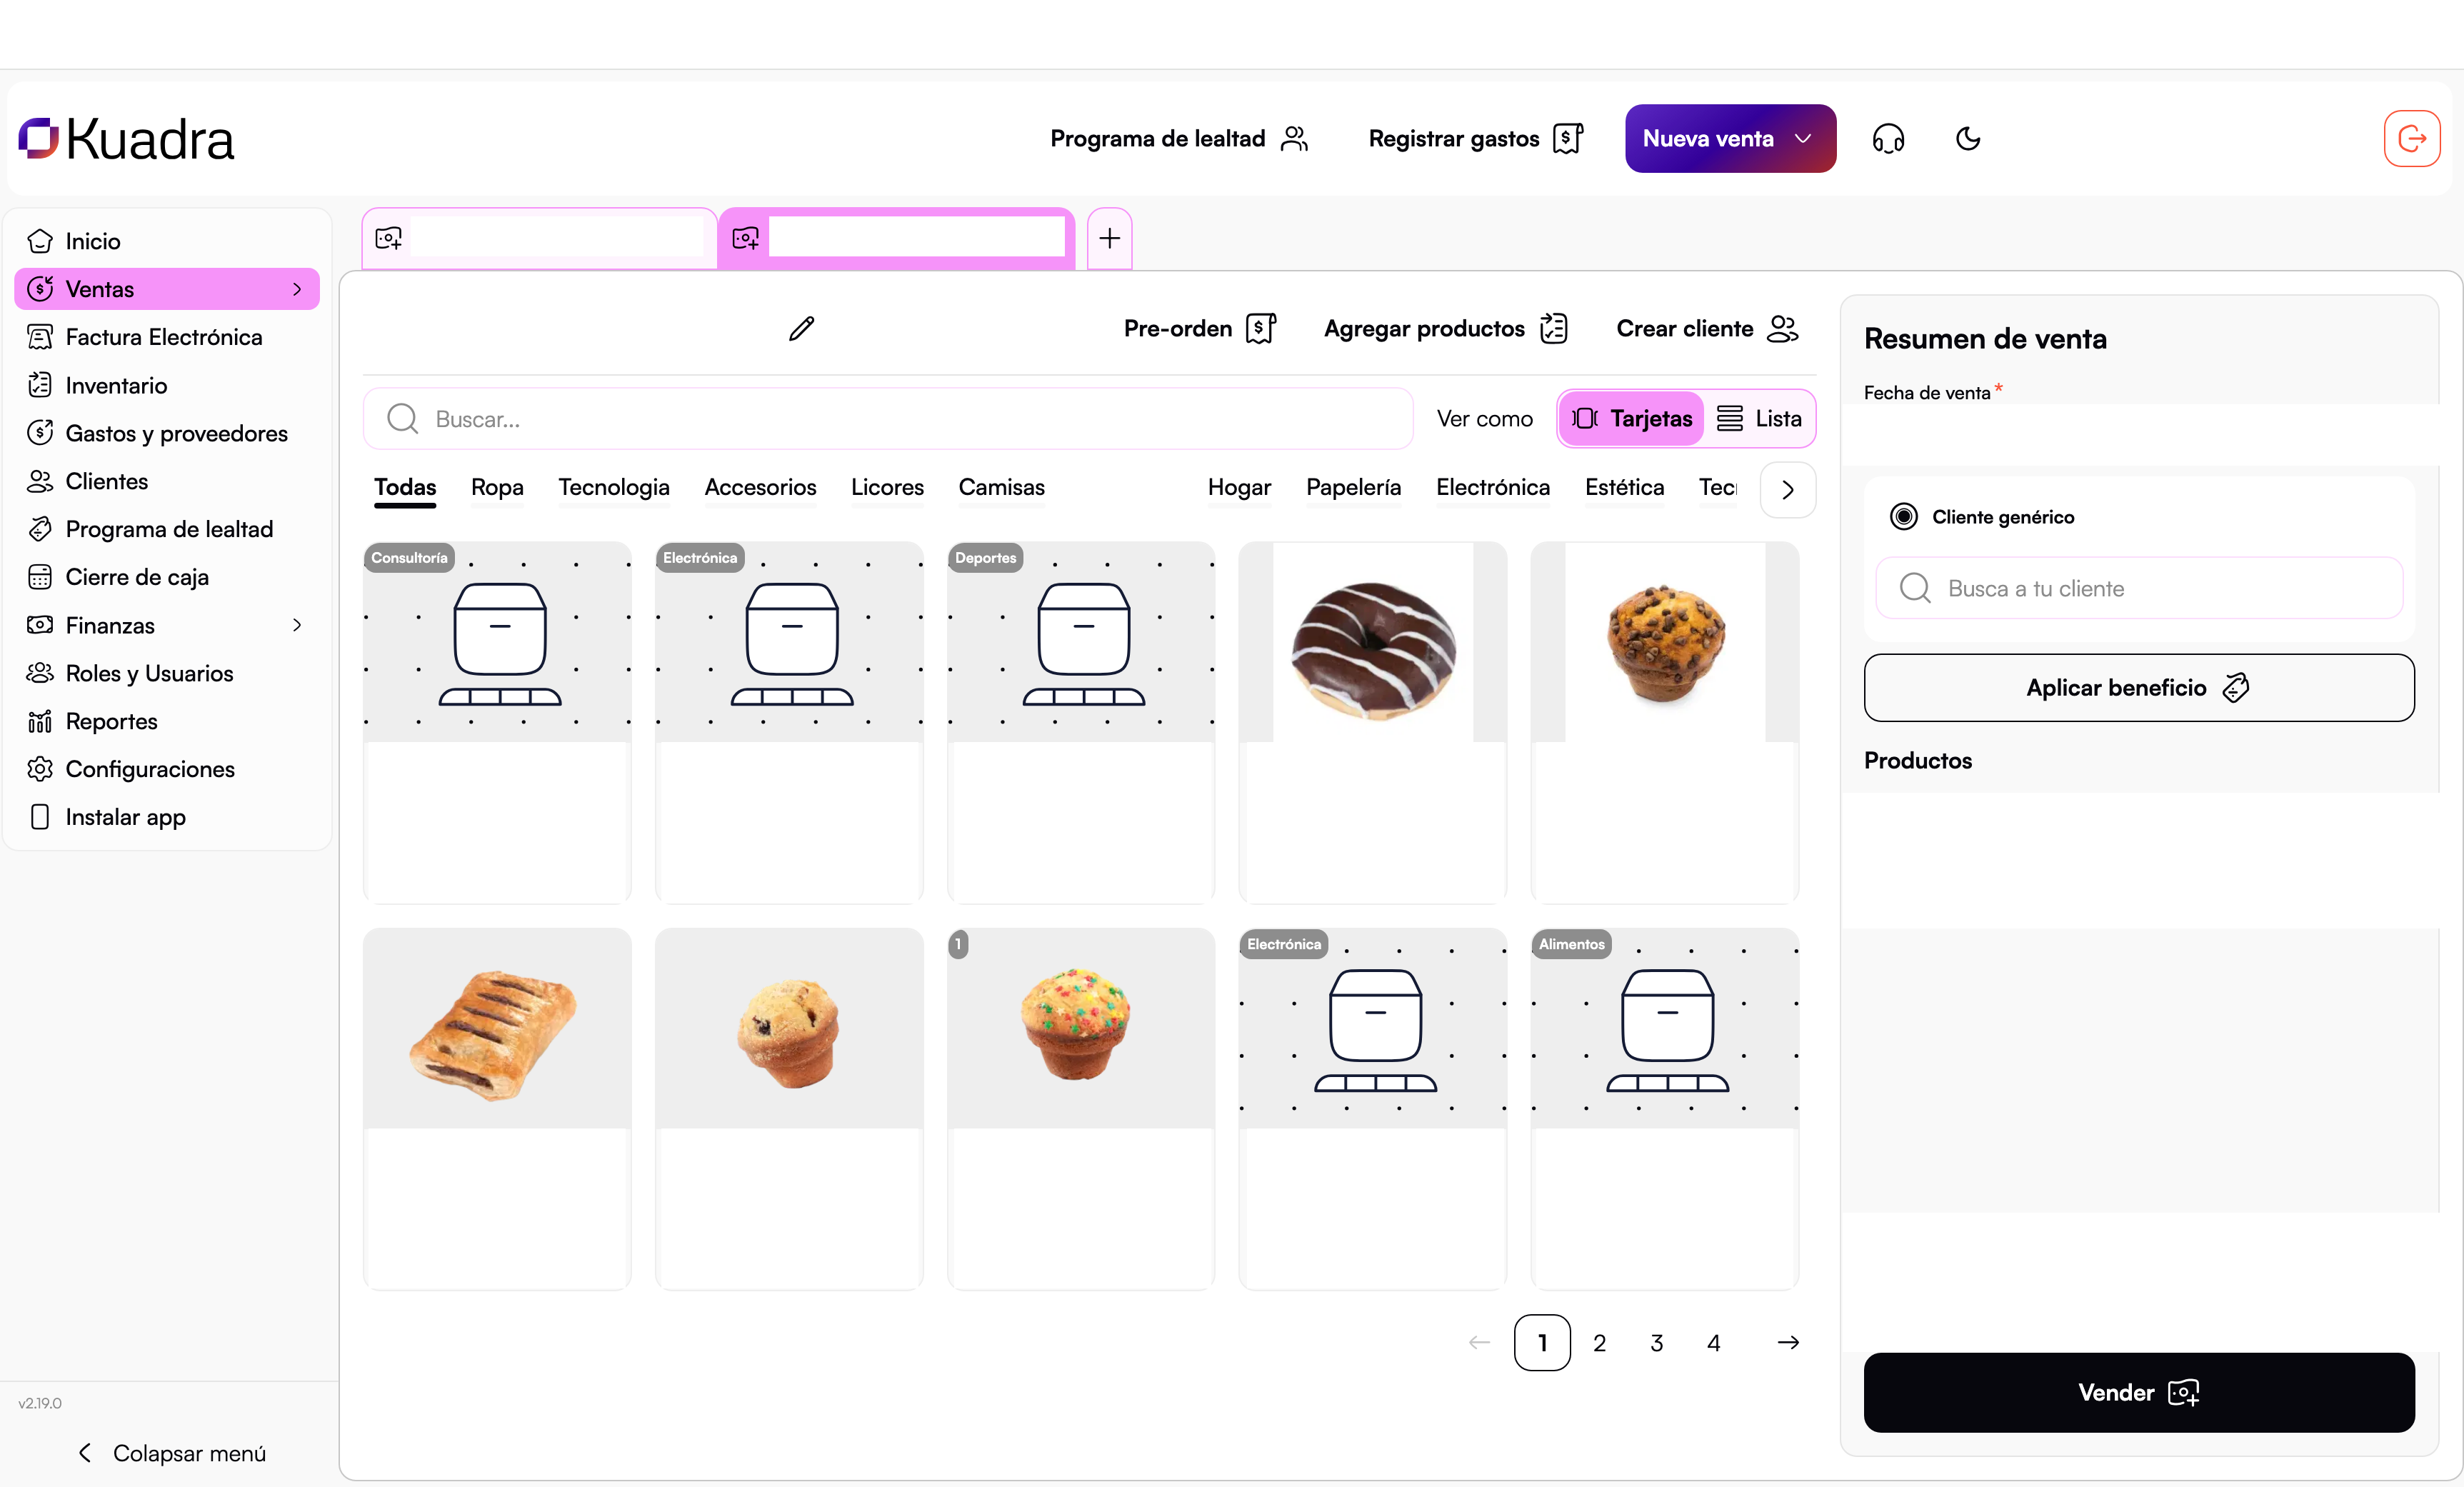 Kuadra
Programa de lealtad
Registrar gastos
Nueva venta
Inicio
Ventas
Factura Electrónica
Inventario
Gastos y proveedores
Clientes
Programa de lealtad
Cierre de caja
Finanzas
Roles y Usuarios
Reportes
Configuraciones
Instalar app
v2.19.0
Colapsar menú
Pre-orden
Agregar productos
Crear cliente
Buscar...
Ver como
Tarjetas
Lista
Todas Ropa Tecnologia Accesorios Licores Camisas Hogar Papelería Electrónica Estética
Consultoría
Electrónica
Deportes
1
Electrónica
Alimentos
1 2 3 4
Resumen de venta
Fecha de venta*
Cliente genérico
Busca a tu cliente
Aplicar beneficio
Productos
Vender